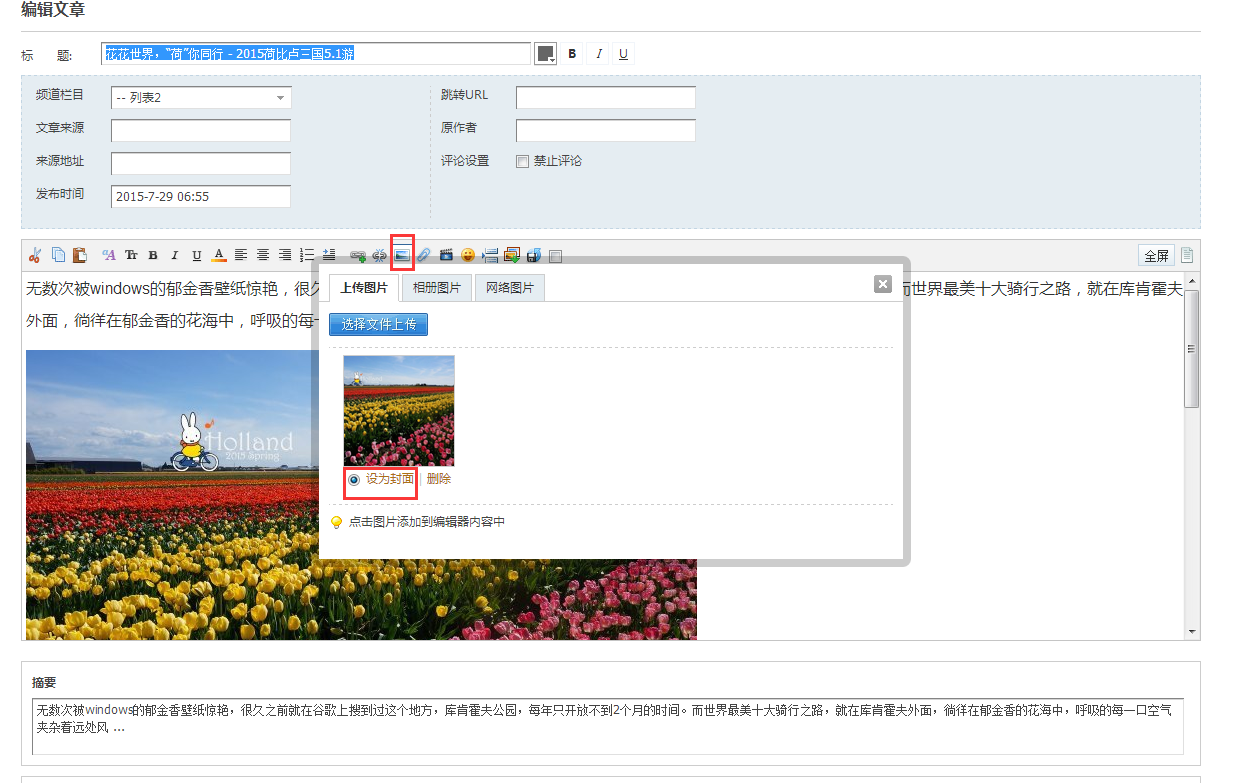 编辑文章
标 题: 花花世界，“荷”你同行 - 2015荷比卢三国5.1游 B I U
频道栏目 -- 列表2 跳转URL
文章来源 原作者
来源地址 评论设置 禁止评论
发布时间 2015-7-29 06:55
A Tr B I U A 全屏
无数次被windows的郁金香壁纸惊艳，很久
而世界最美十大骑行之路，就在库肯霍夫
外面，徜徉在郁金香的花海中，呼吸的每一
上传图片 相册图片 网络图片
选择文件上传
Holland
2015 Spring
设为封面 | 删除
点击图片添加到编辑器内容中
摘要
无数次被windows的郁金香壁纸惊艳，很久之前就在谷歌上搜到过这个地方，库肯霍夫公园，每年只开放不到2个月的时间。而世界最美十大骑行之路，就在库肯霍夫外面，徜徉在郁金香的花海中，呼吸的每一口空气
夹杂着远处风 ...